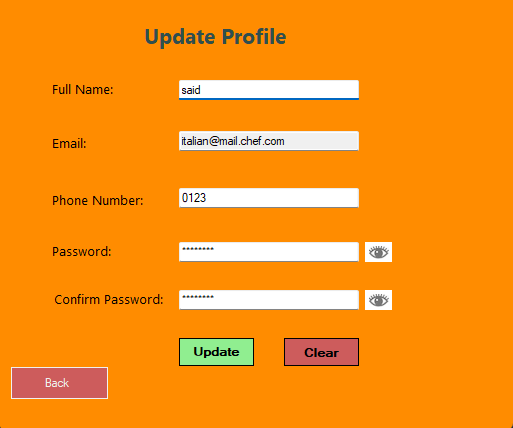 Update Profile
Full Name: said
Email: italian@mail.chef.com
Phone Number: 0123
Password: ********
Confirm Password: ********
Update Clear
Back